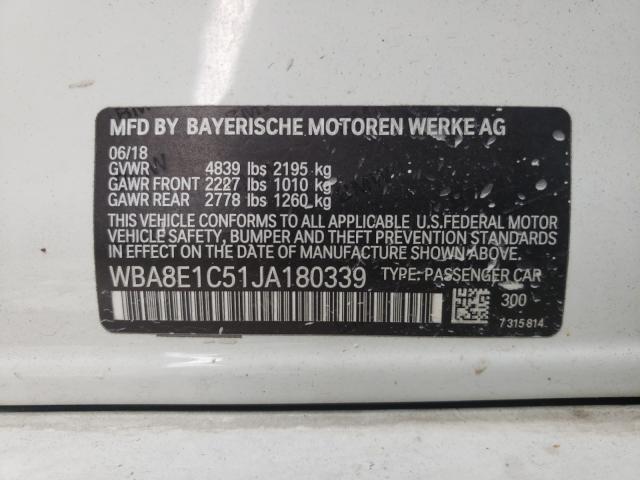 MFD BY BAYERISCHE MOTOREN WERKE AG
06/18
GVWR 4839 lbs 2195 kg
GAWR FRONT 2227 lbs 1010 kg
GAWR REAR 2778 lbs 1260 kg
THIS VEHICLE CONFORMS TO ALL APPLICABLE U.S.FEDERAL MOTOR
VEHICLE SAFETY, BUMPER AND THEFT PREVENTION STANDARDS
IN EFFECT ON THE DATE OF MANUFACTURE SHOWN ABOVE.
WBA8E1C51JA180339 TYPE: PASSENGER CAR
300
7 315 814